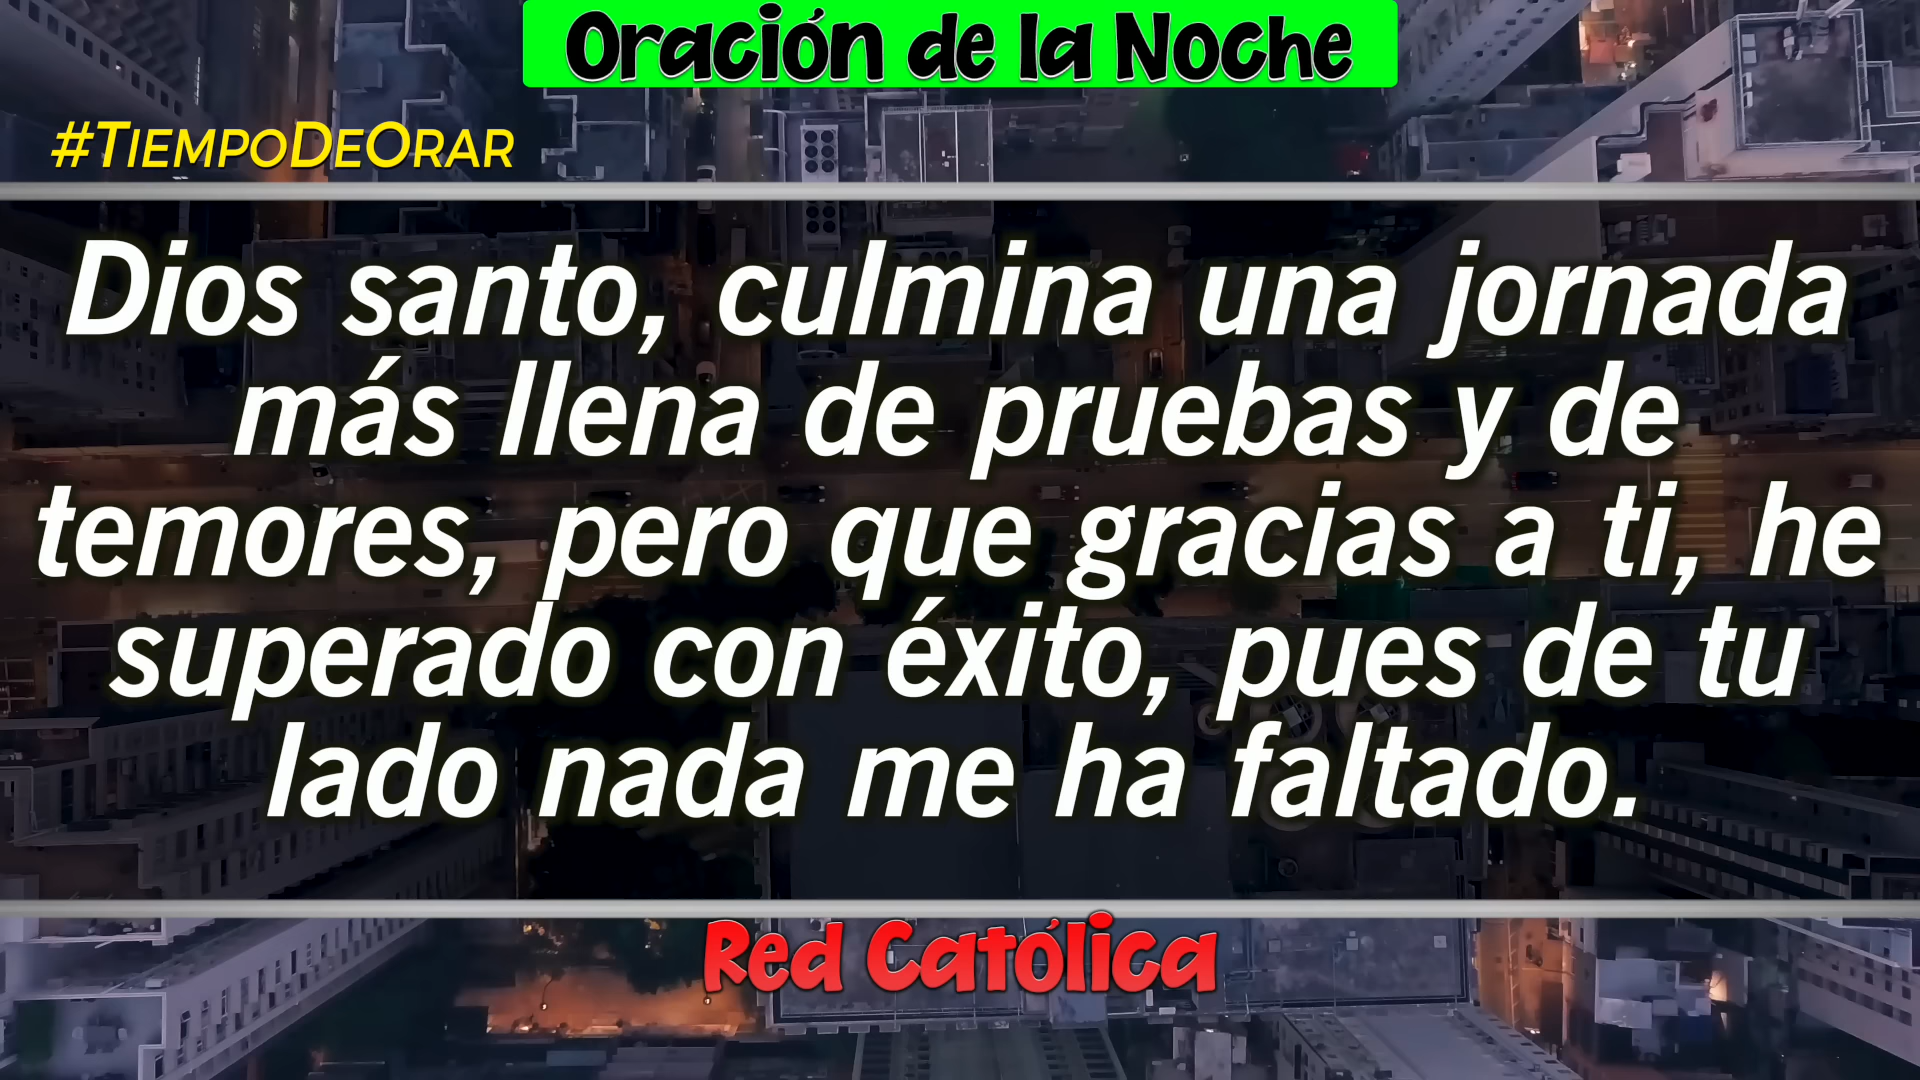 Oración de la Noche
#TiempoDeOrar
Dios santo, culmina una jornada
más llena de pruebas y de
temores, pero que gracias a ti, he
superado con éxito, pues de tu
lado nada me ha faltado.
Red Católica